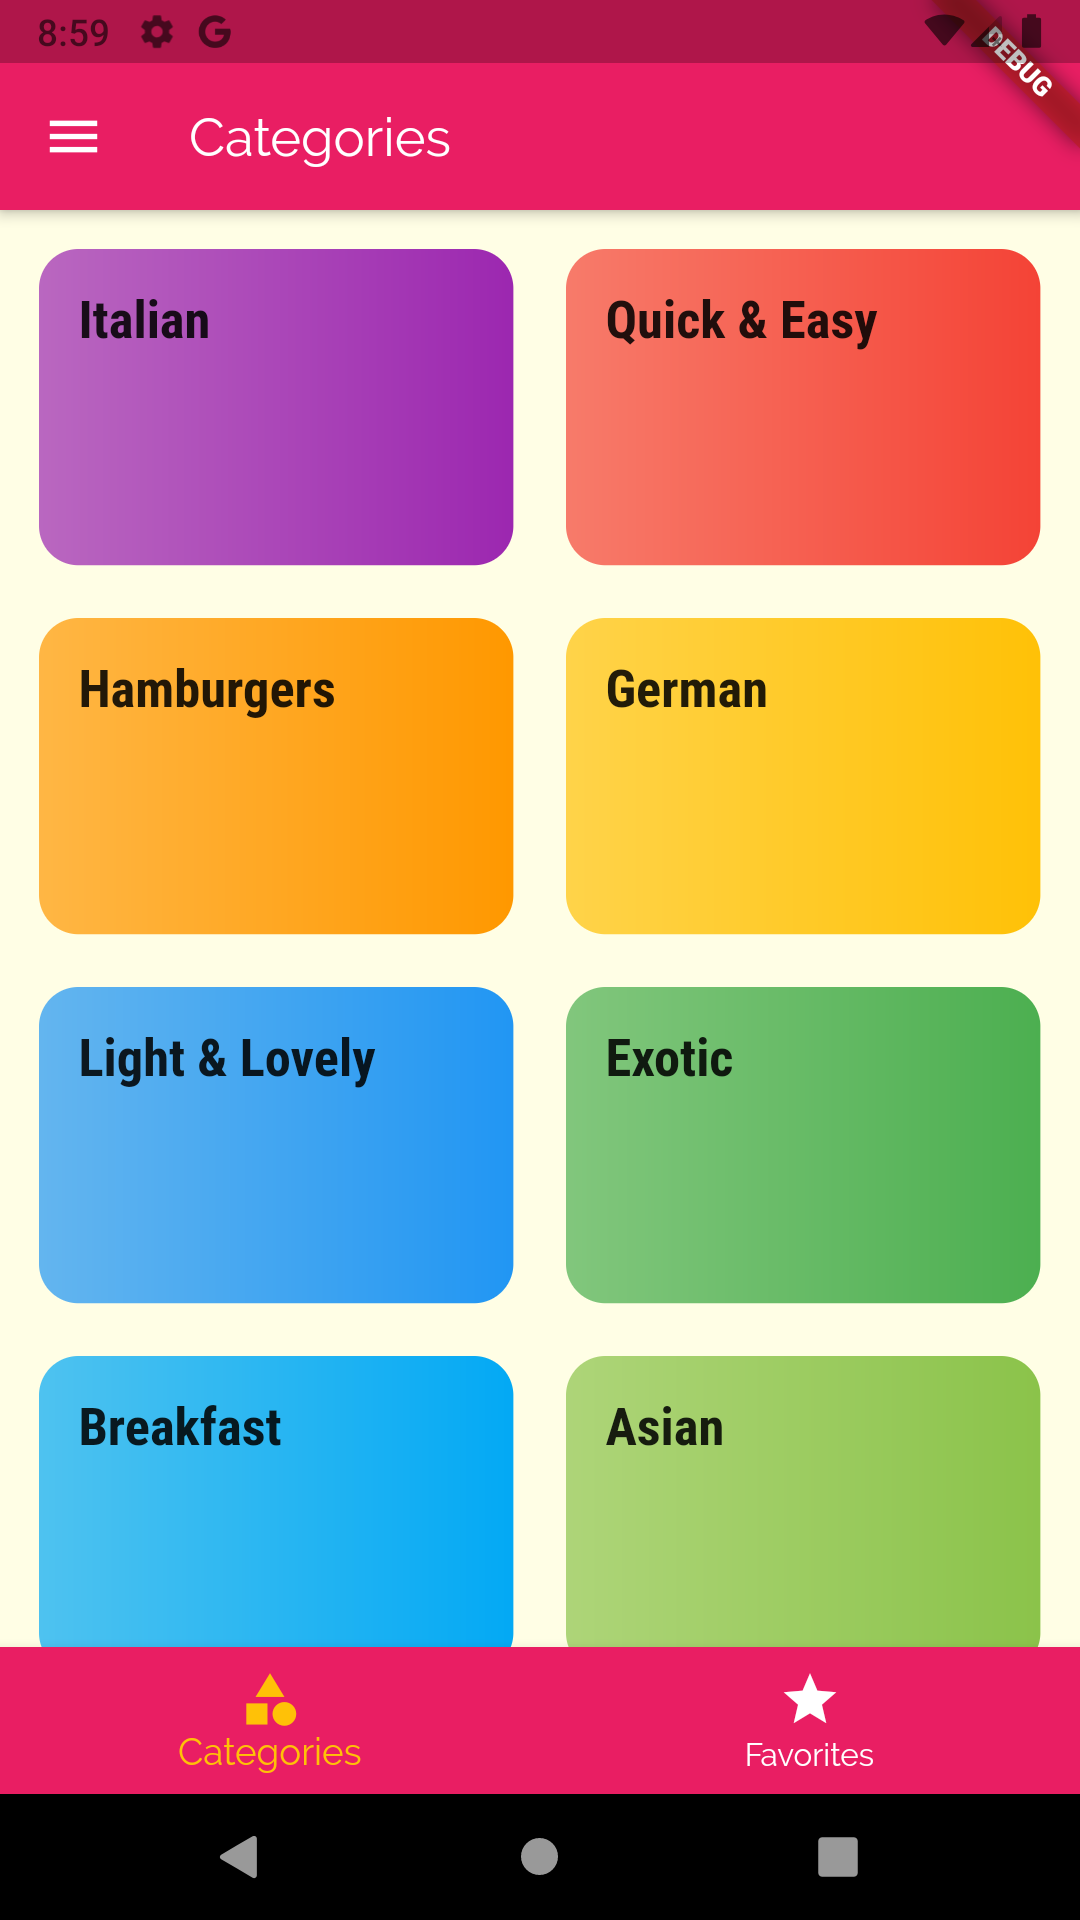 8:59
DEBUG
Categories
Italian
Quick & Easy
Hamburgers
German
Light & Lovely
Exotic
Breakfast
Asian
Categories
Favorites